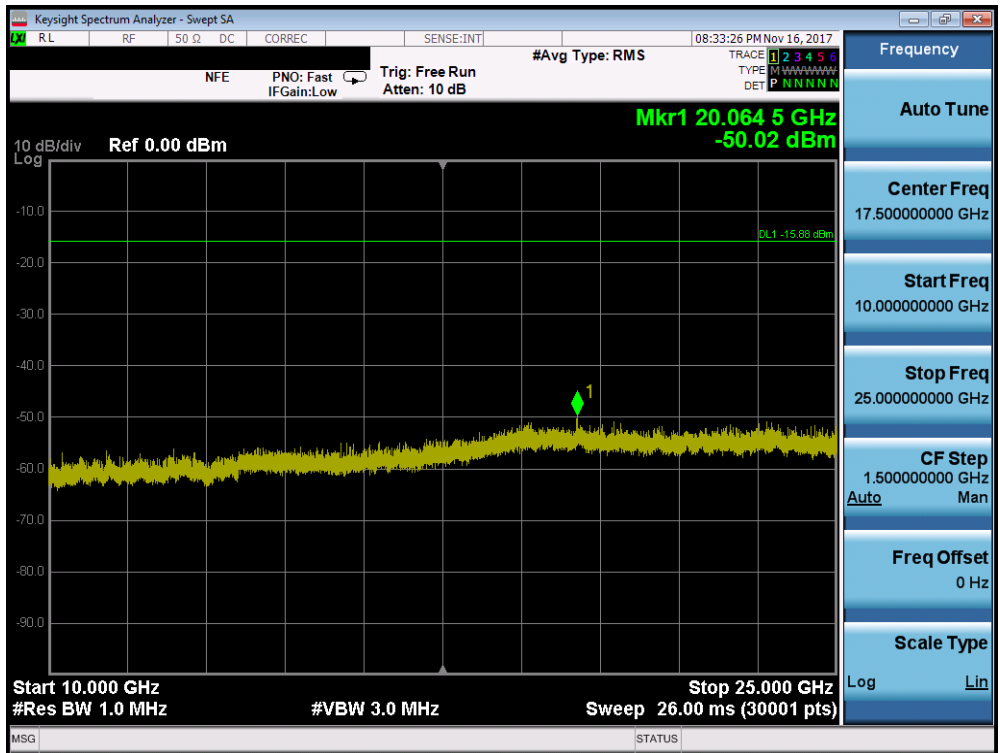 Keysight Spectrum Analyzer - Swept SA
LXI RL RF 50 Ω DC CORREC SENSE:INT 08:33:26 PM Nov 16, 2017
#Avg Type: RMS TRACE 1 2 3 4 5 6
NFE PNO: Fast Trig: Free Run TYPE M WWWWW
IFGain:Low Atten: 10 dB DET P N N N N N
Mkr1 20.064 5 GHz
-50.02 dBm
10 dB/div Ref 0.00 dBm
Log
-10.0
DL1 -15.88 dBm
-20.0
-30.0
-40.0
1
-50.0
-60.0
-70.0
-80.0
-90.0
Start 10.000 GHz Stop 25.000 GHz
#Res BW 1.0 MHz #VBW 3.0 MHz Sweep 26.00 ms (30001 pts)
MSG STATUS
Frequency
Auto Tune
Center Freq
17.500000000 GHz
Start Freq
10.000000000 GHz
Stop Freq
25.000000000 GHz
CF Step
1.500000000 GHz
Auto Man
Freq Offset
0 Hz
Scale Type
Log Lin